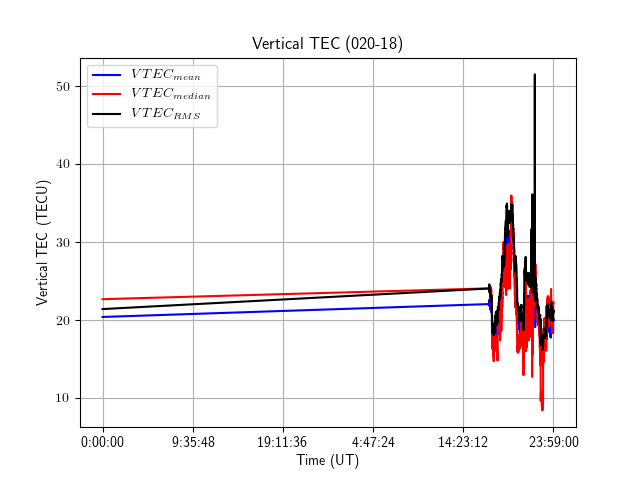 Vertical TEC (020-18)
VTEC_mean
VTEC_median
VTEC_RMS
50
40
30
20
10
Vertical TEC (TECU)
0:00:00 9:35:48 19:11:36 4:47:24 14:23:12 23:59:00
Time (UT)